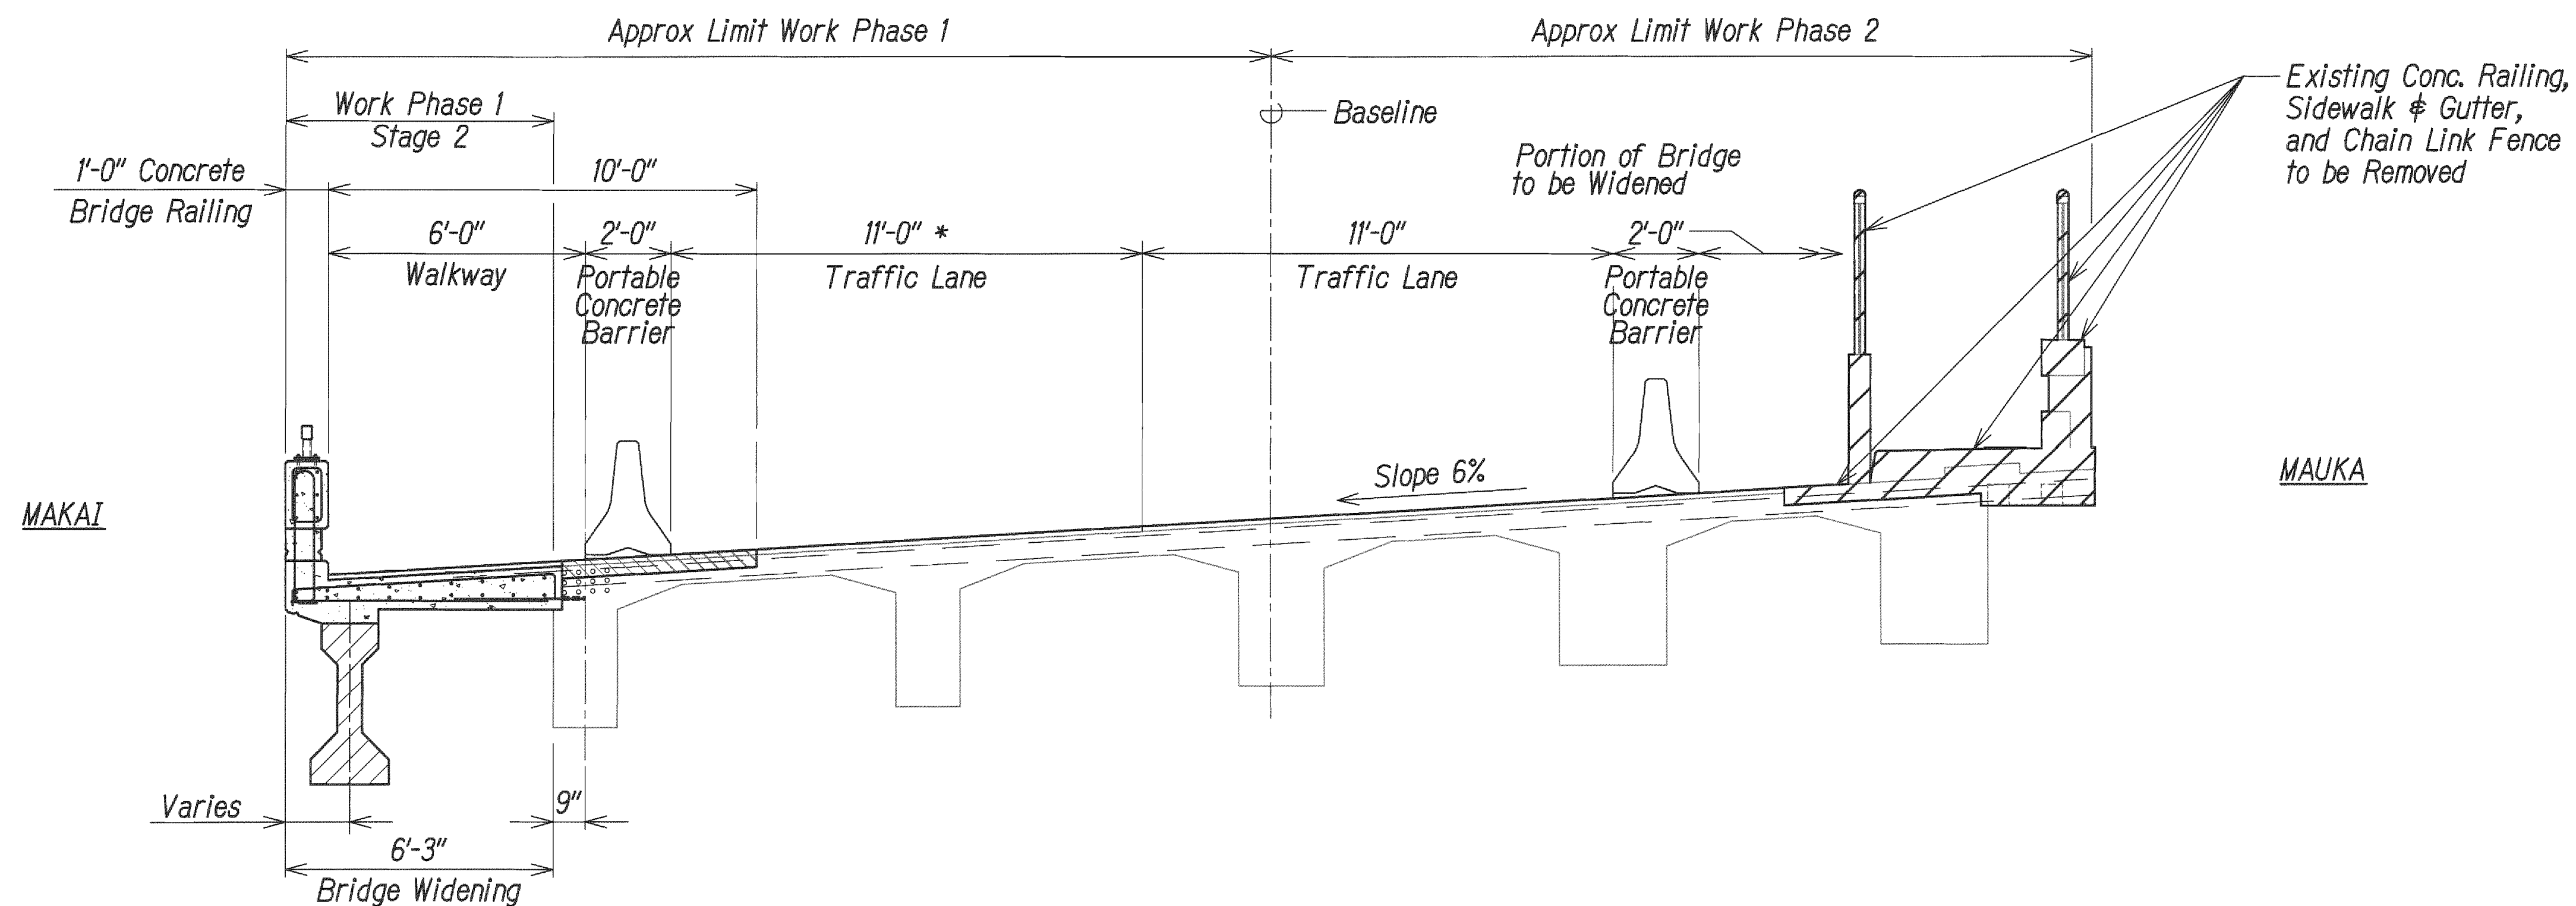 Approx Limit Work Phase 1
Approx Limit Work Phase 2
Existing Conc. Railing,
Sidewalk & Gutter,
and Chain Link Fence
to be Removed
Work Phase 1
Stage 2
Baseline
1'-0" Concrete
Bridge Railing
10'-0"
Portion of Bridge
to be Widened
6'-0"
Walkway
2'-0"
Portable
Concrete
Barrier
11'-0" *
Traffic Lane
11'-0"
Traffic Lane
2'-0"
Portable
Concrete
Barrier
Slope 6%
MAKAI
MAUKA
Varies
9"
6'-3"
Bridge Widening